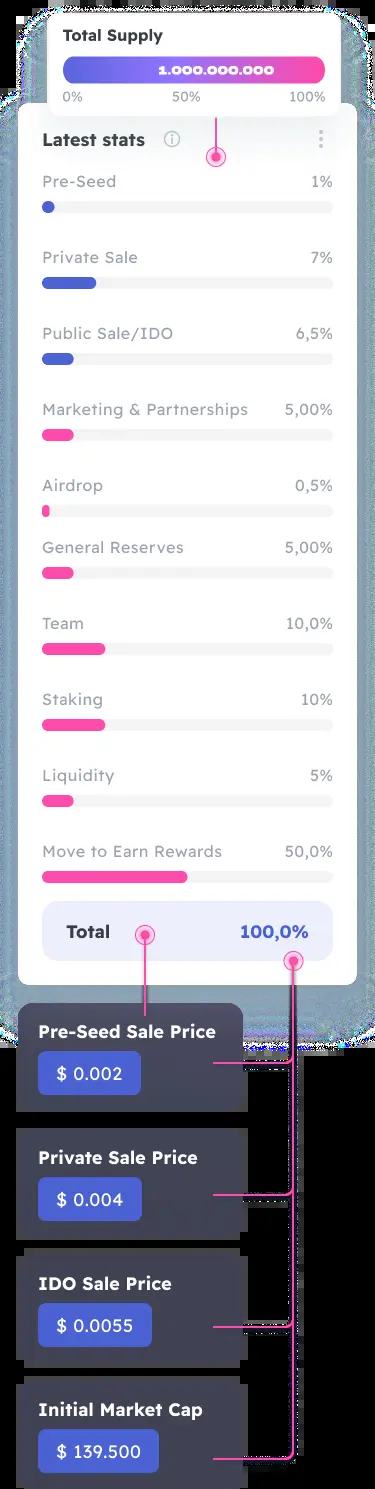 Total Supply
1.000.000.000
0% 50% 100%
Latest stats
Pre-Seed 1%
Private Sale 7%
Public Sale/IDO 6,5%
Marketing & Partnerships 5,00%
Airdrop 0,5%
General Reserves 5,00%
Team 10,0%
Staking 10%
Liquidity 5%
Move to Earn Rewards 50,0%
Total 100,0%
Pre-Seed Sale Price
$ 0.002
Private Sale Price
$ 0.004
IDO Sale Price
$ 0.0055
Initial Market Cap
$ 139.500